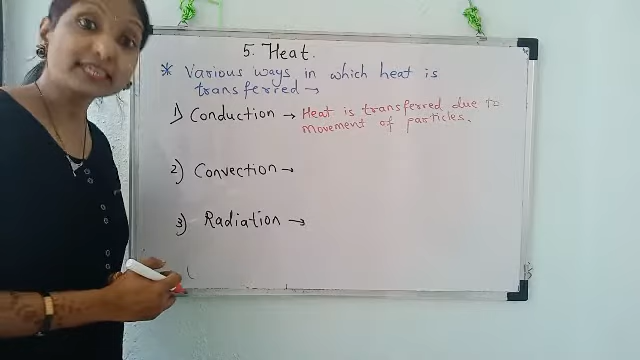 5. Heat.
* Various ways in which heat is
transferred →
1) Conduction → Heat is transferred due to
movement of particles.
2) Convection →
3) Radiation →